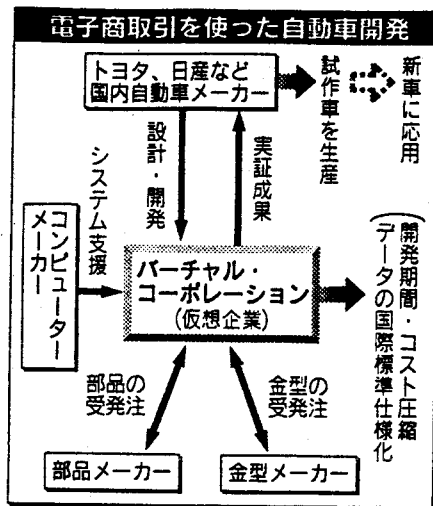 電子商取引を使った自動車開発
トヨタ、日産など
国内自動車メーカー
試作車を生産
新車に応用
設計・開発
実証成果
システム支援
コンピューター
メーカー
バーチャル・
コーポレーション
(仮想企業)
開発期間・コスト圧縮
データの国際標準仕様化
部品の
受発注
金型の
受発注
部品メーカー
金型メーカー